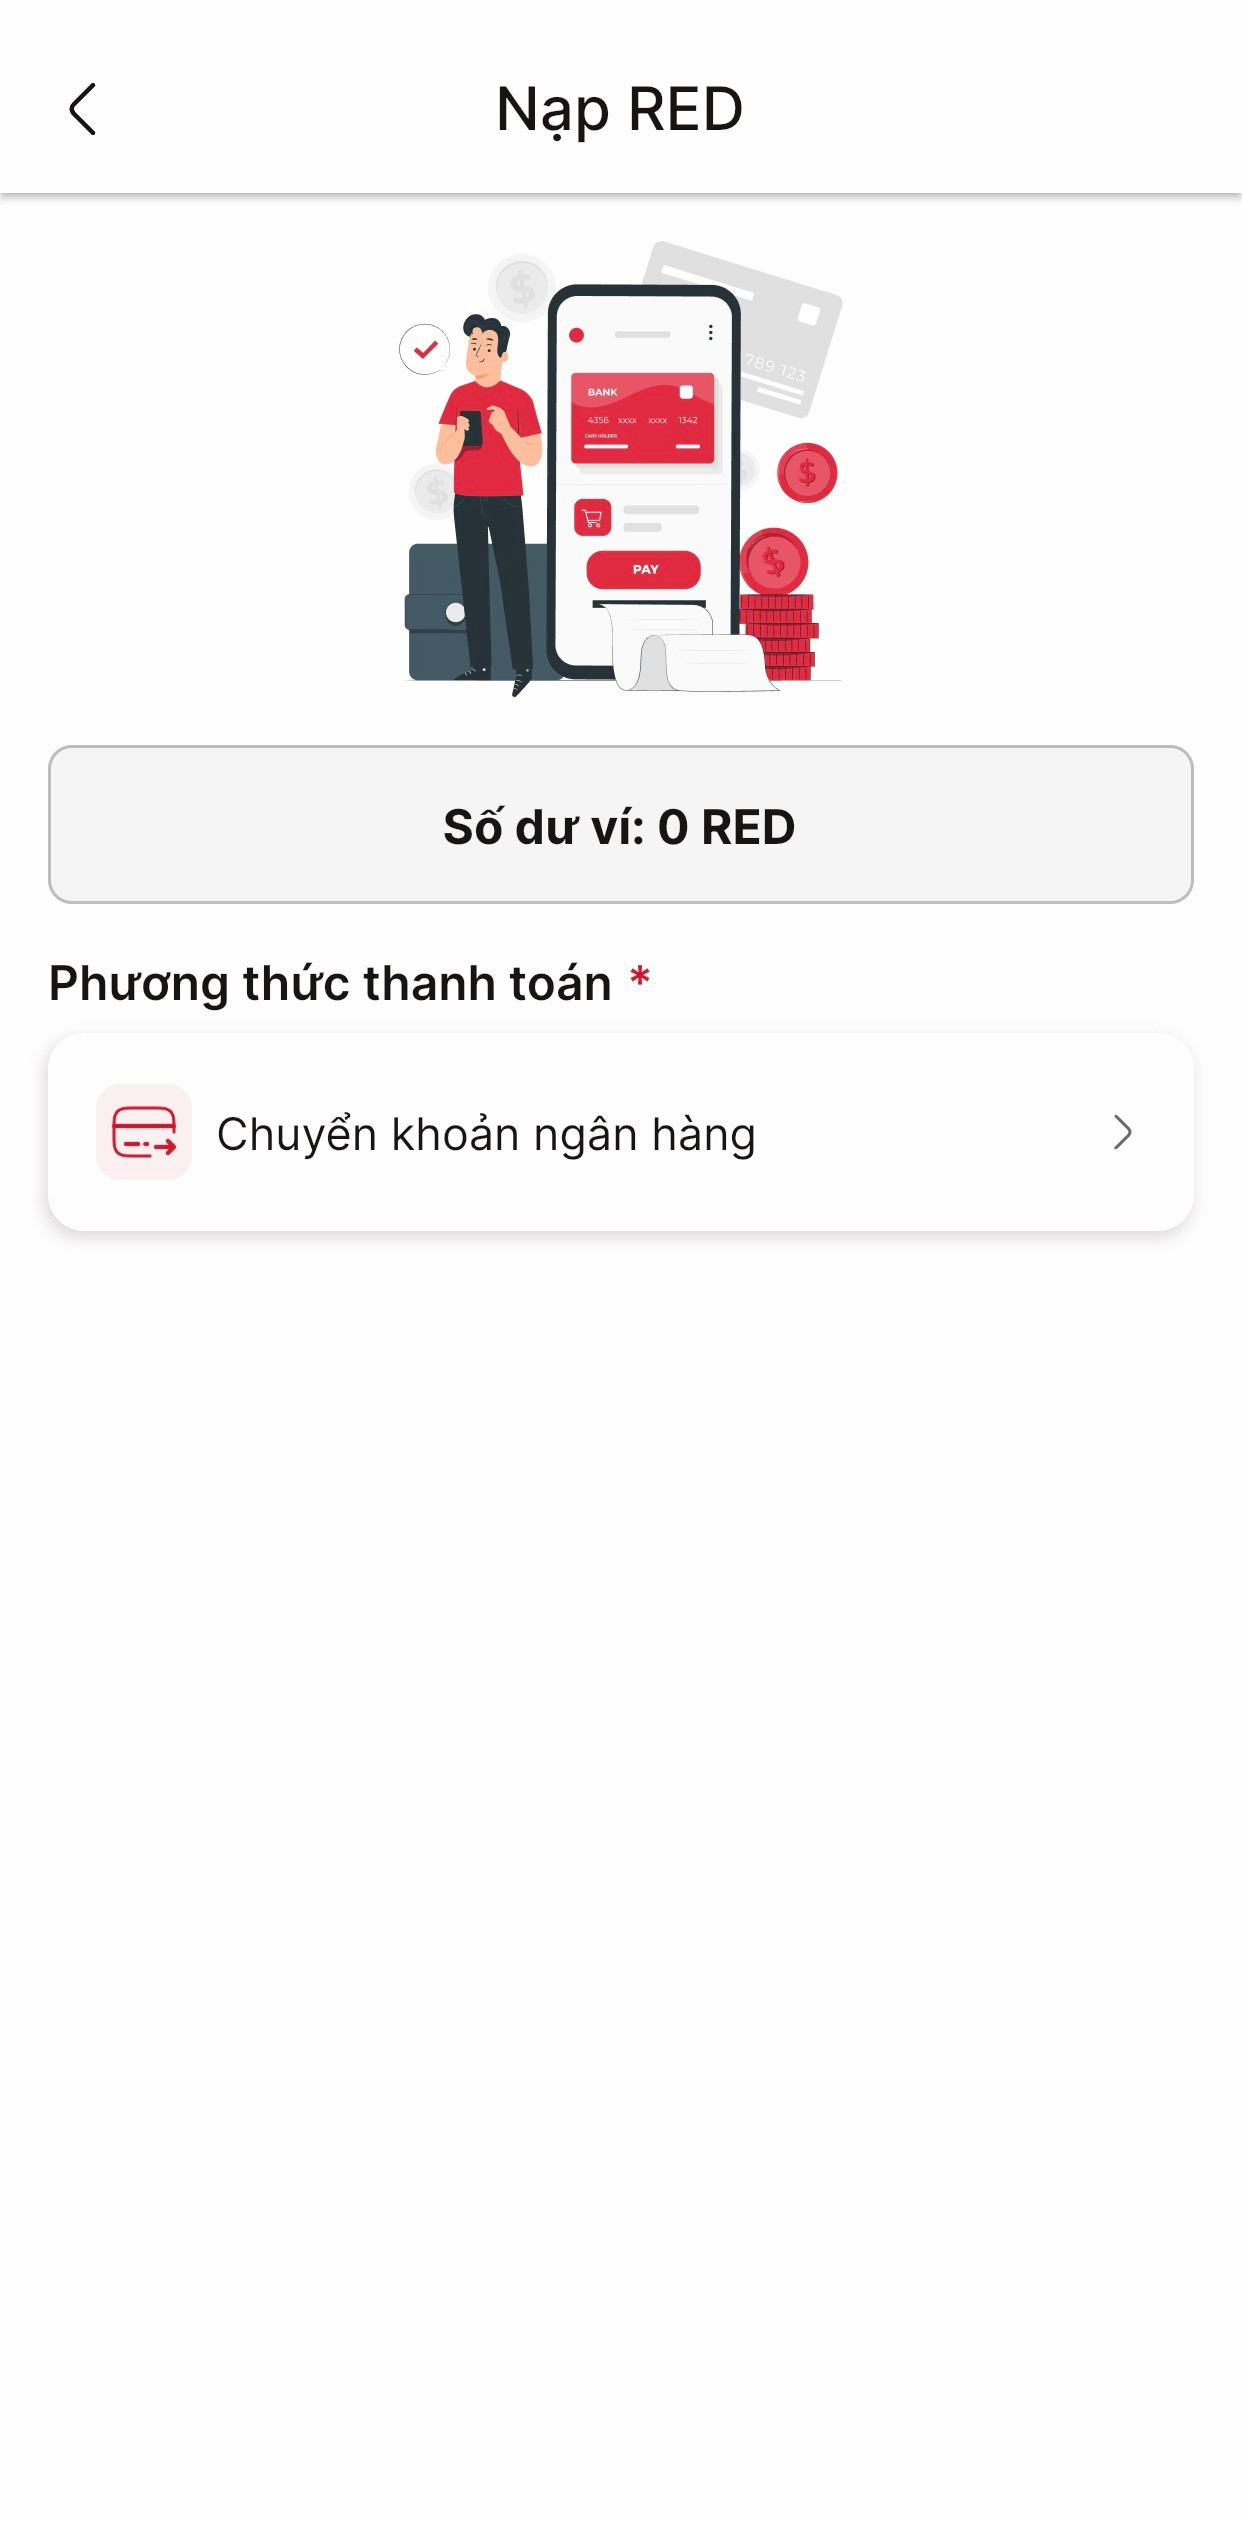 Nạp RED
789 123
BANK
4356 xxxx xxxx 1342
CARS HOLDER
PAY
Số dư ví: 0 RED
Phương thức thanh toán *
Chuyển khoản ngân hàng